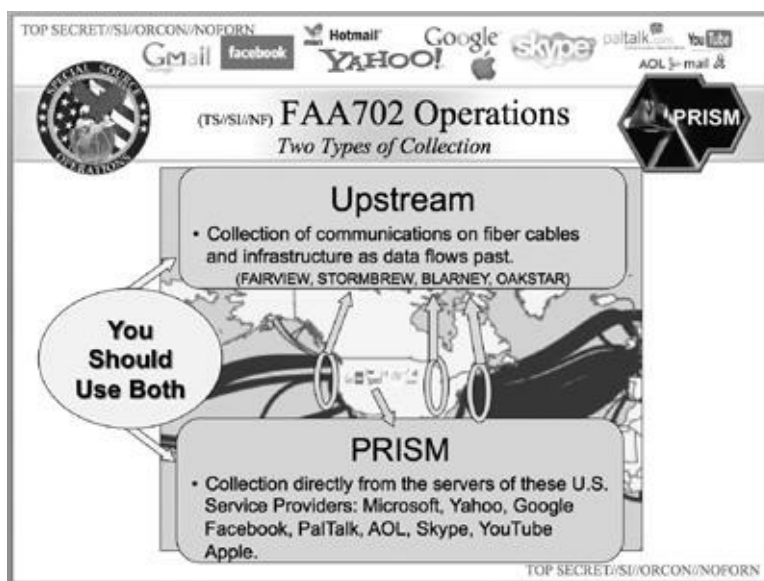 TOP SECRET//SI//ORCON//NOFORN
Gmail facebook Hotmail YAHOO! Google skype paltalk.com YouTube
AOL mail
SPECIAL SOURCE OPERATIONS
(TS//SI//NF) FAA702 Operations
Two Types of Collection
PRISM
Upstream
• Collection of communications on fiber cables
and infrastructure as data flows past.
(FAIRVIEW, STORMBREW, BLARNEY, OAKSTAR)
You
Should
Use Both
PRISM
• Collection directly from the servers of these U.S.
Service Providers: Microsoft, Yahoo, Google
Facebook, PalTalk, AOL, Skype, YouTube
Apple.
TOP SECRET//SI//ORCON//NOFORN